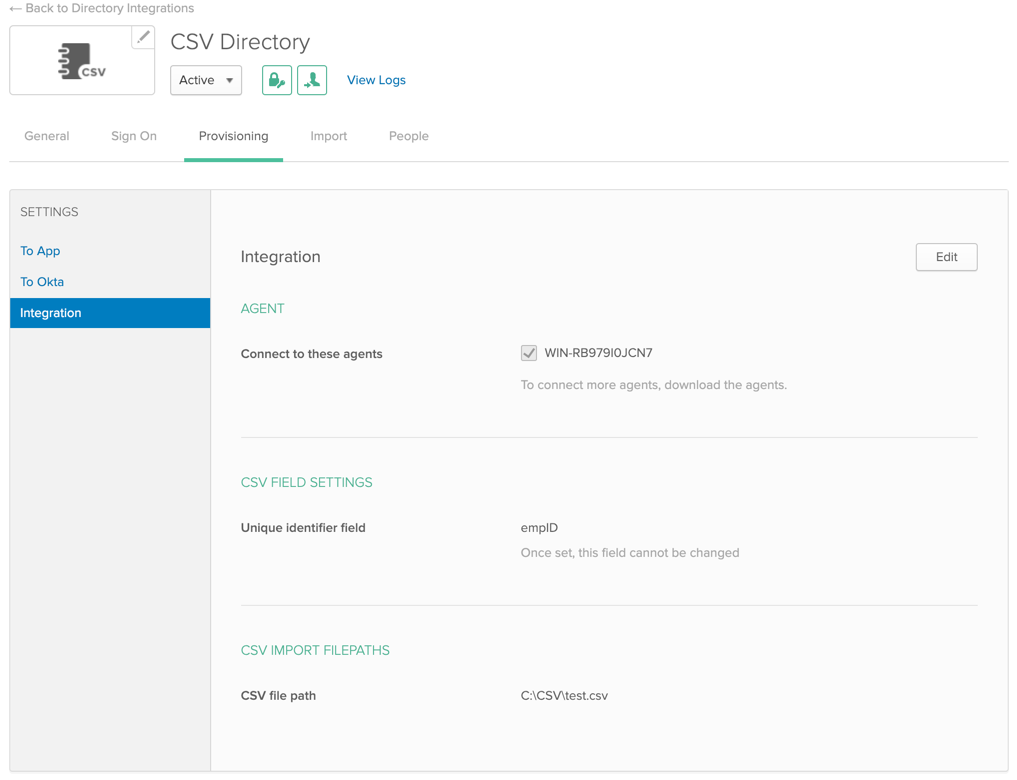 ← Back to Directory Integrations
CSV
CSV Directory
Active
View Logs
General Sign On Provisioning Import People
SETTINGS
To App
To Okta
Integration
Integration
Edit
AGENT
Connect to these agents
WIN-RB979I0JCN7
To connect more agents, download the agents.
CSV FIELD SETTINGS
Unique identifier field
empID
Once set, this field cannot be changed
CSV IMPORT FILEPATHS
CSV file path
C:\CSV\test.csv